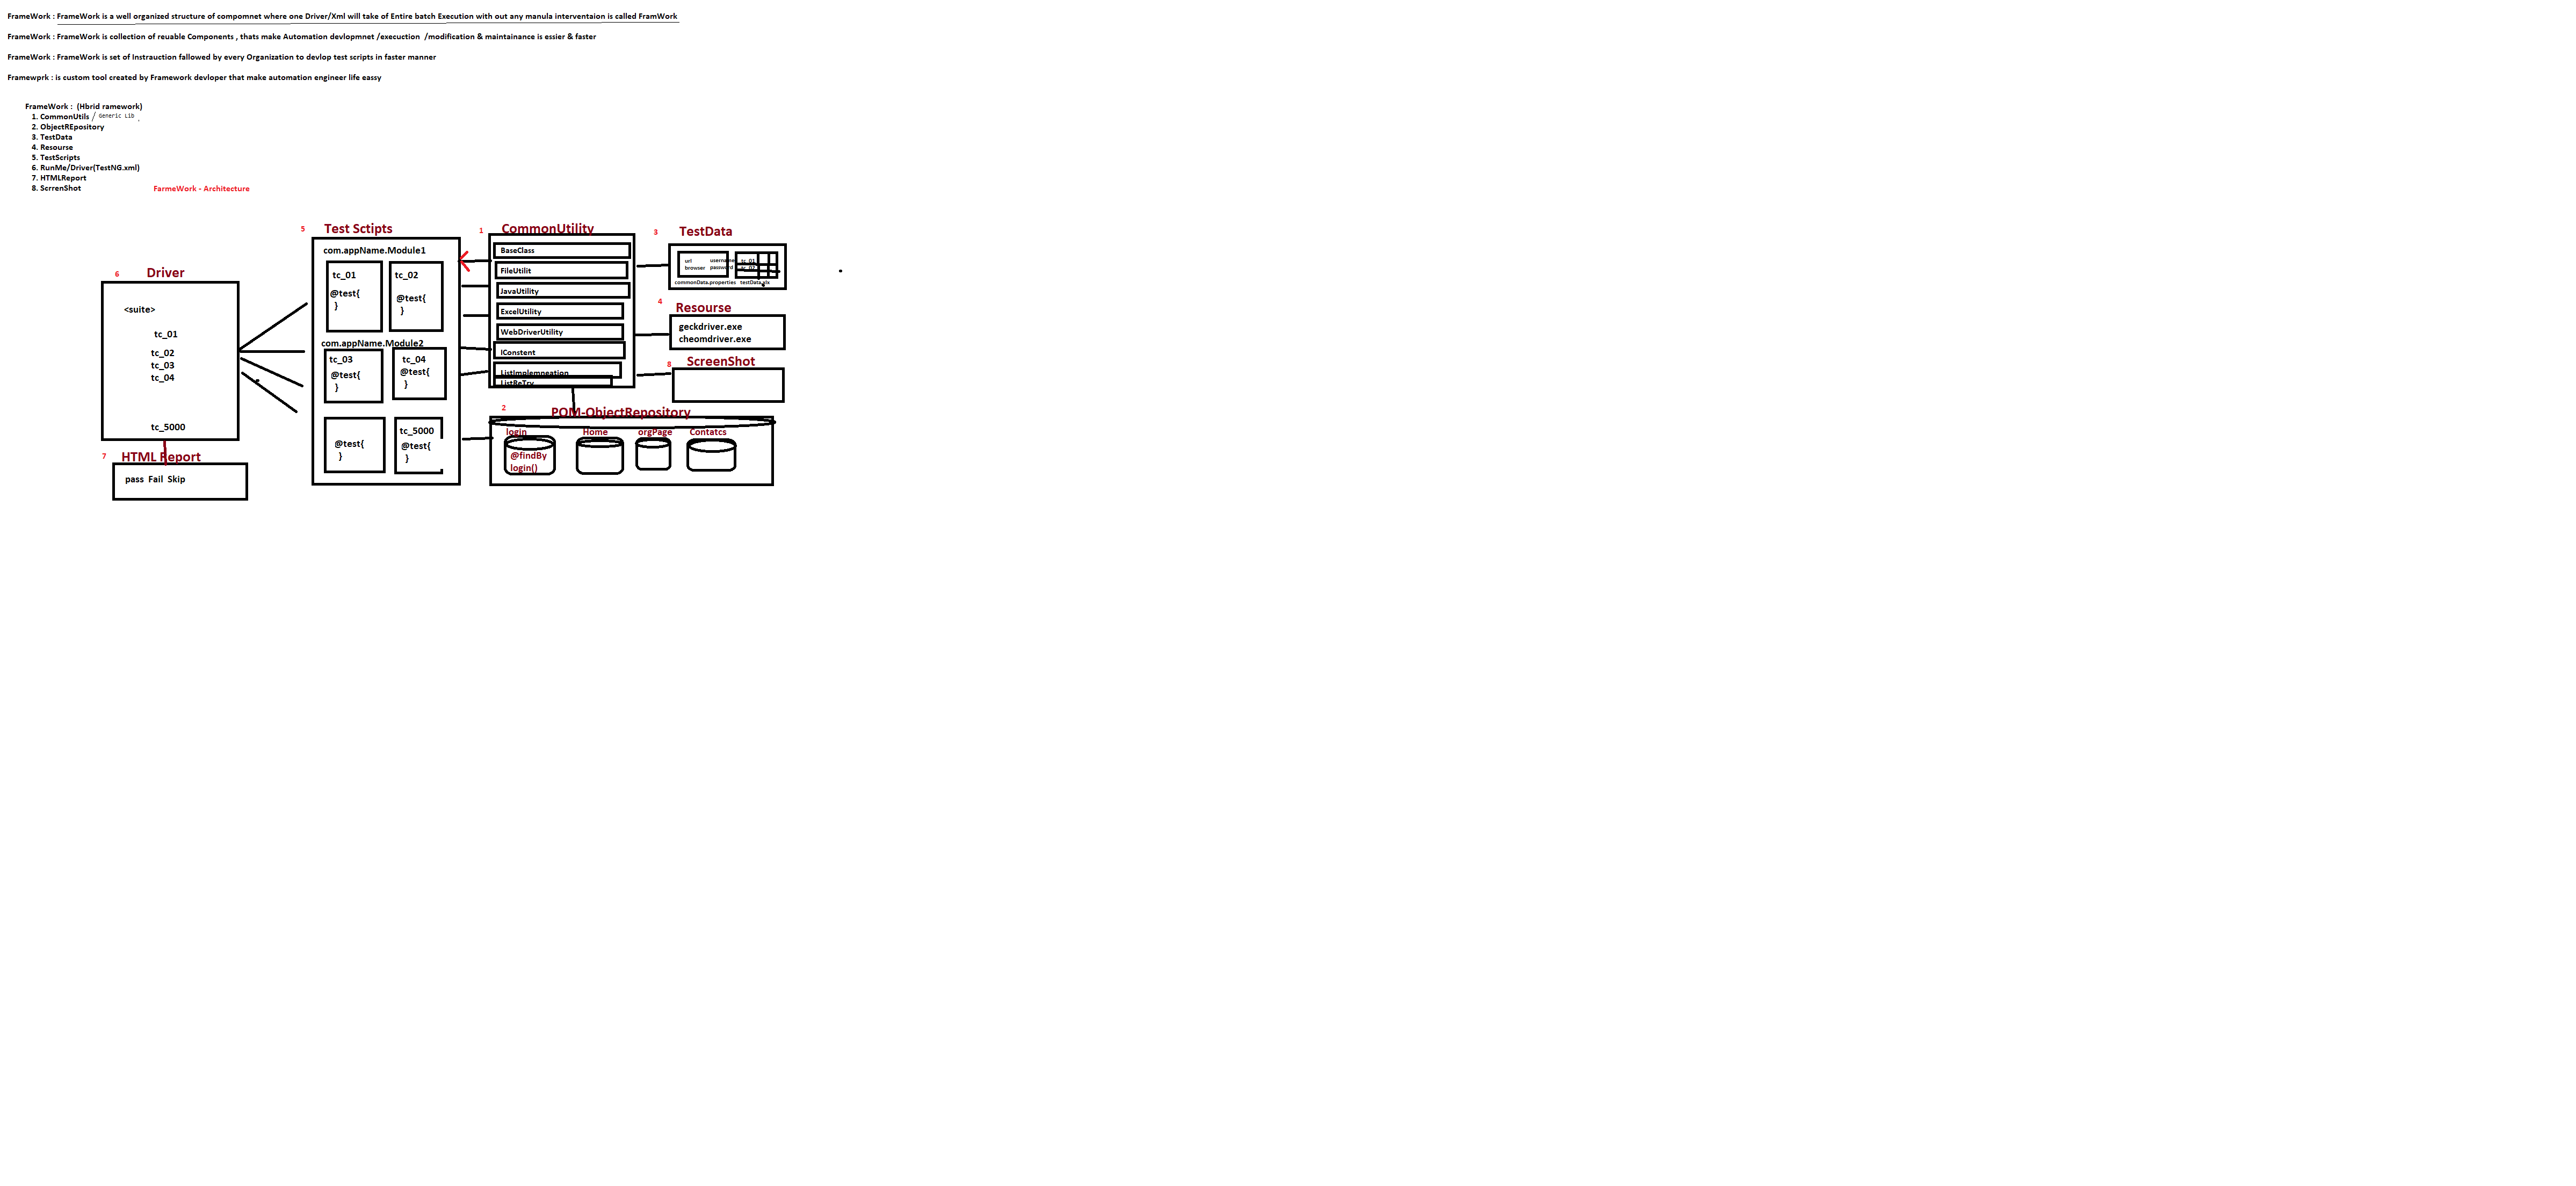 FrameWork : FrameWork is a well organized structure of compomnet where one Driver/Xml will take of Entire batch Execution with out any manula interventaion is called FramWork
FrameWork : FrameWork is collection of reuable Components , thats make Automation devlopmnet /execuction /modification & maintainance is essier & faster
FrameWork : FrameWork is set of Instrauction fallowed by every Organization to devlop test scripts in faster manner
Framewprk : is custom tool created by Framework devloper that make automation engineer life eassy
FrameWork : (Hbrid ramework)
1. CommonUtils / Generic Lib .
2. ObjectREpository
3. TestData
4. Resourse
5. TestScripts
6. RunMe/Driver(TestNG.xml)
7. HTMLReport
8. ScrrenShot
FarmeWork - Architecture
6 Driver
<suite>
tc_01
tc_02
tc_03
tc_04
tc_5000
7 HTML Report
pass Fail Skip
5 Test Sctipts
com.appName.Module1
tc_01
@test{
}
tc_02
@test{
}
com.appName.Module2
tc_03
@test{
}
tc_04
@test{
}
@test{
}
tc_5000
@test{
}
1 CommonUtility
BaseClass
FileUtilit
JavaUtility
ExcelUtility
WebDriverUtility
IConstent
ListImplemneation
ListReTry
3 TestData
url username
browser password
tc_01
tc_02
commonData.properties testData.xlx
4 Resourse
geckdriver.exe
cheomdriver.exe
8 ScreenShot
2 POM-ObjectRepository
login Home orgPage Contatcs
@findBy
login()